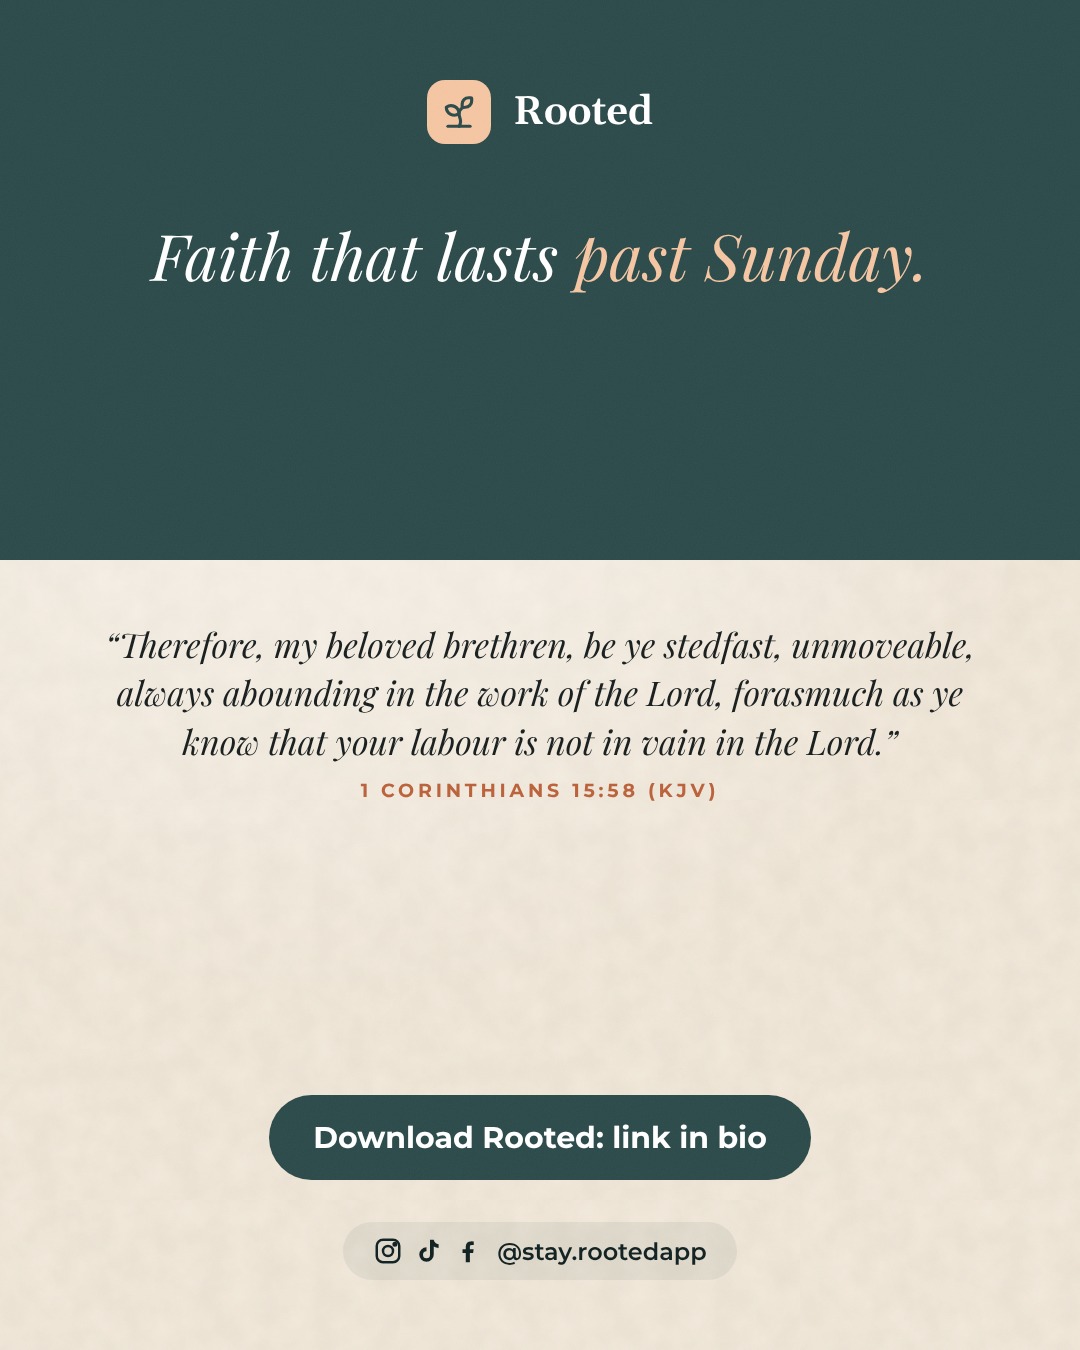 Rooted
Faith that lasts past Sunday.
“Therefore, my beloved brethren, be ye stedfast, unmoveable,
always abounding in the work of the Lord, forasmuch as ye
know that your labour is not in vain in the Lord.”
1 CORINTHIANS 15:58 (KJV)
Download Rooted: link in bio
@stay.rootedapp